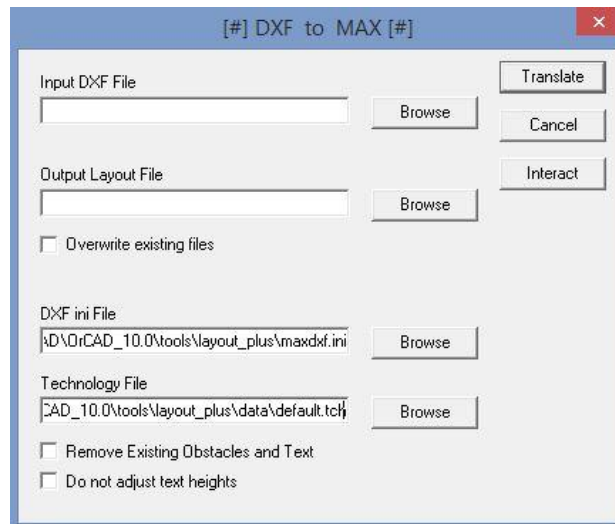 [#] DXF to MAX [#]
Input DXF File
Browse
Translate
Cancel
Interact
Output Layout File
Browse
Overwrite existing files
DXF ini File
\D\OrCAD_10.0\tools\layout_plus\maxdxf.ini
Browse
Technology File
CAD_10.0\tools\layout_plus\data\default.tch
Browse
Remove Existing Obstacles and Text
Do not adjust text heights